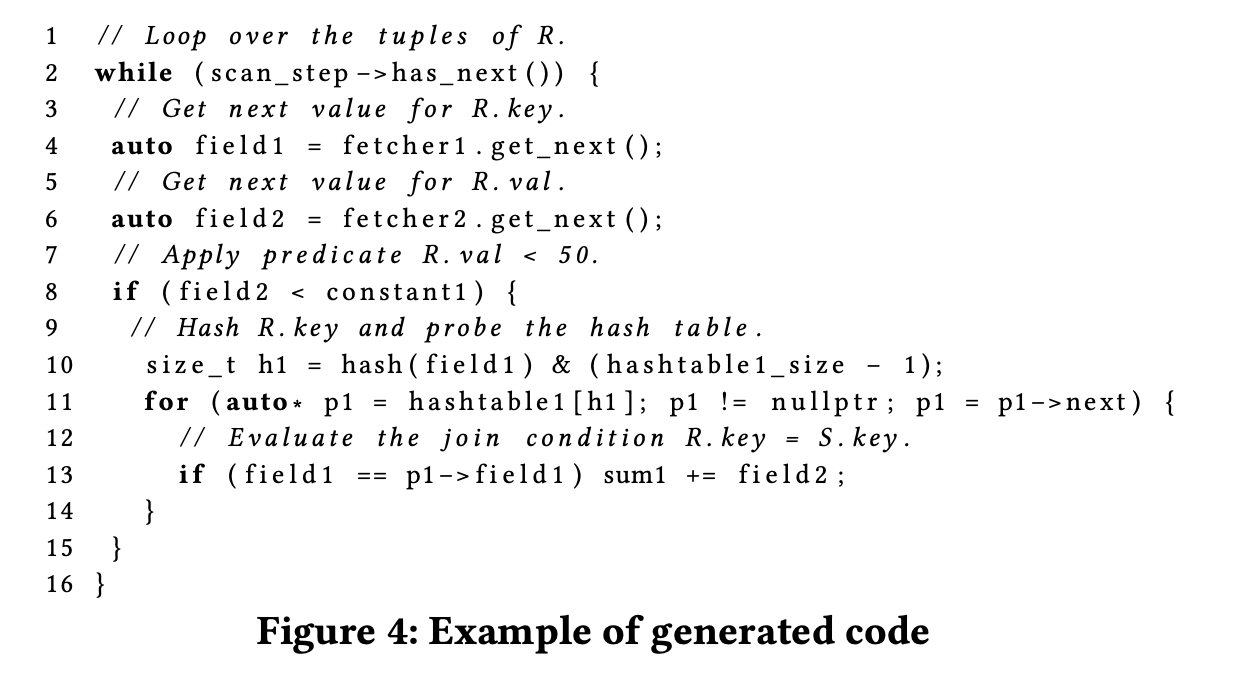 1 // Loop over the tuples of R.
2 while (scan_step->has_next()) {
3 // Get next value for R.key.
4 auto field1 = fetcher1.get_next();
5 // Get next value for R.val.
6 auto field2 = fetcher2.get_next();
7 // Apply predicate R.val < 50.
8 if (field2 < constant1) {
9 // Hash R.key and probe the hash table.
10 size_t h1 = hash(field1) & (hashtable1_size - 1);
11 for (auto* p1 = hashtable1[h1]; p1 != nullptr; p1 = p1->next) {
12 // Evaluate the join condition R.key = S.key.
13 if (field1 == p1->field1) sum1 += field2;
14 }
15 }
16 }
Figure 4: Example of generated code